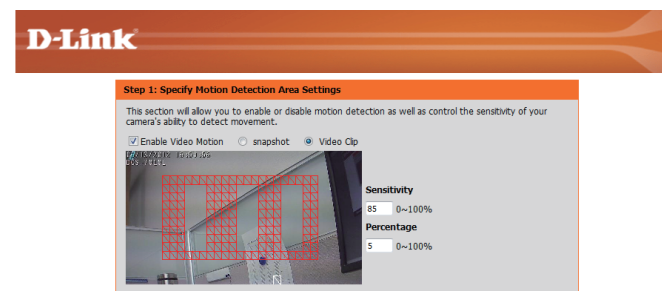 D-Link
Step 1: Specify Motion Detection Area Settings
This section will allow you to enable or disable motion detection as well as control the sensitivity of your
camera's ability to detect movement.
Enable Video Motion snapshot Video Clip
Sensitivity
85 0~100%
Percentage
5 0~100%